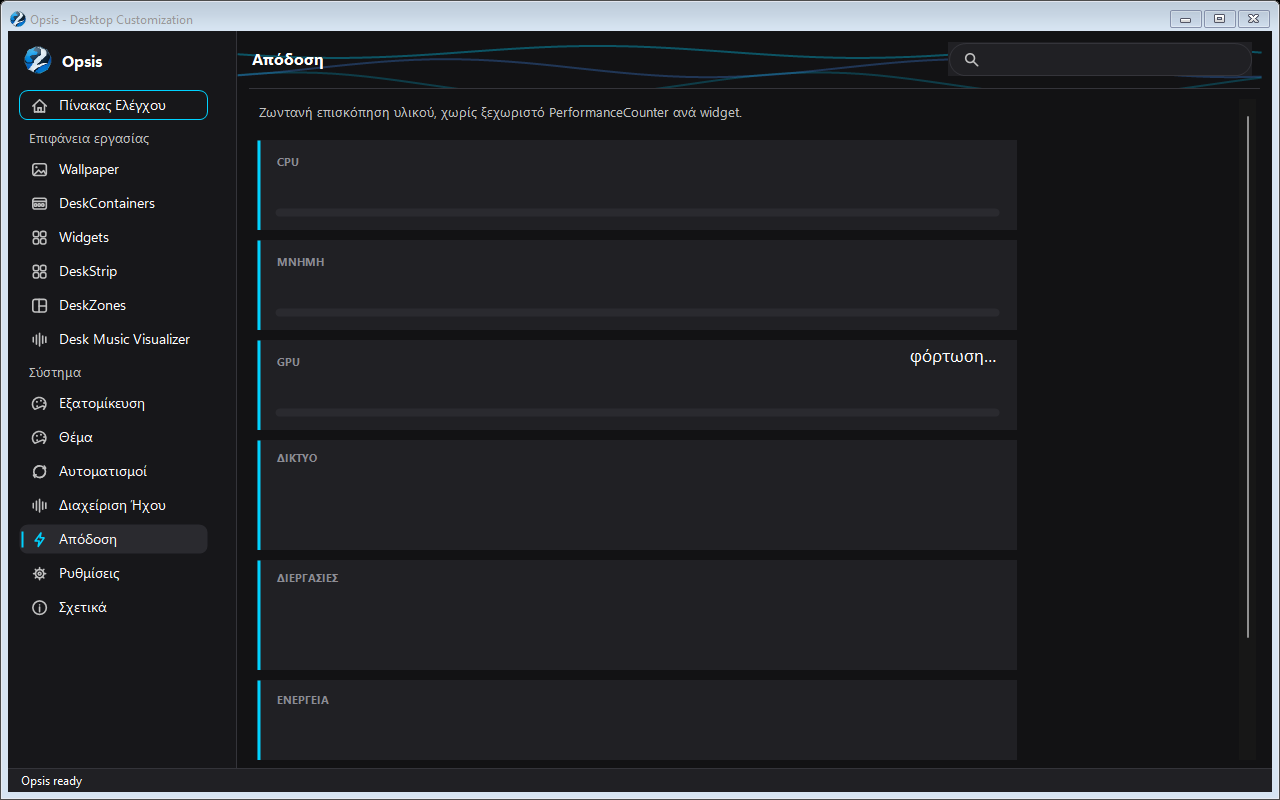 Opsis - Desktop Customization
Opsis
Πίνακας Ελέγχου
Επιφάνεια εργασίας
Wallpaper
DeskContainers
Widgets
DeskStrip
DeskZones
Desk Music Visualizer
Σύστημα
Εξατομίκευση
Θέμα
Αυτοματισμοί
Διαχείριση Ήχου
Απόδοση
Ρυθμίσεις
Σχετικά
Απόδοση
Ζωντανή επισκόπηση υλικού, χωρίς ξεχωριστό PerformanceCounter ανά widget.
CPU
ΜΝΗΜΗ
GPU
φόρτωση...
ΔΙΚΤΥΟ
ΔΙΕΡΓΑΣΙΕΣ
ΕΝΕΡΓΕΙΑ
Opsis ready